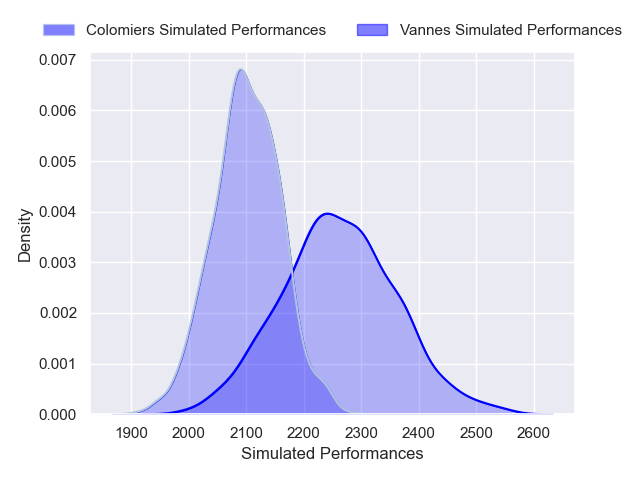 Colomiers Simulated Performances Vannes Simulated Performances
0.007
0.006
0.005
0.004
0.003
0.002
0.001
0.000
Density
1900 2000 2100 2200 2300 2400 2500 2600
Simulated Performances